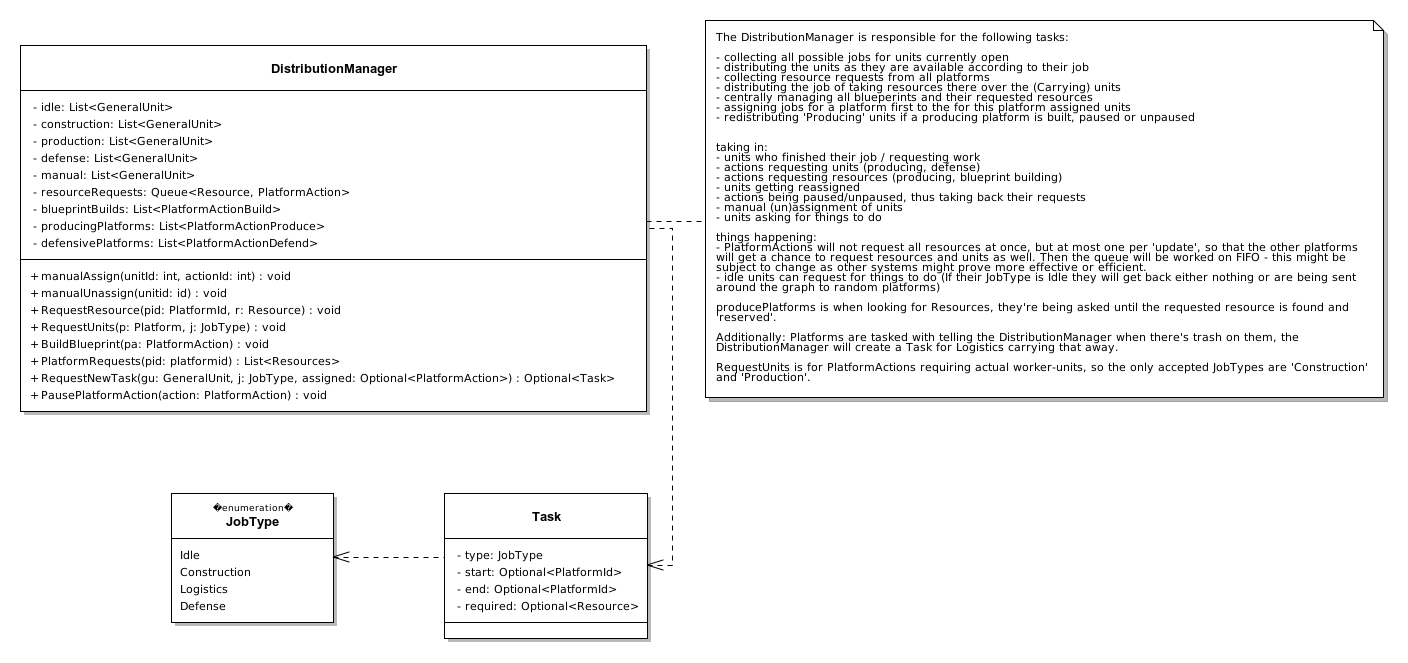 DistributionManager
- idle: List<GeneralUnit>
- construction: List<GeneralUnit>
- production: List<GeneralUnit>
- defense: List<GeneralUnit>
- manual: List<GeneralUnit>
- resourceRequests: Queue<Resource, PlatformAction>
- blueprintBuilds: List<PlatformActionBuild>
- producingPlatforms: List<PlatformActionProduce>
- defensivePlatforms: List<PlatformActionDefend>
+ manualAssign(unitId: int, actionId: int) : void
+ manualUnassign(unitid: id) : void
+ RequestResource(pid: PlatformId, r: Resource) : void
+ RequestUnits(p: Platform, j: JobType) : void
+ BuildBlueprint(pa: PlatformAction) : void
+ PlatformRequests(pid: platformid) : List<Resources>
+ RequestNewTask(gu: GeneralUnit, j: JobType, assigned: Optional<PlatformAction>) : Optional<Task>
+ PausePlatformAction(action: PlatformAction) : void
The DistributionManager is responsible for the following tasks:
- collecting all possible jobs for units currently open
- distributing the units as they are available according to their job
- collecting resource requests from all platforms
- distributing the job of taking resources there over the (Carrying) units
- centrally managing all blueprints and their requested resources
- assigning jobs for a platform first to the for this platform assigned units
- redistributing 'Producing' units if a producing platform is built, paused or unpaused
taking in:
- units who finished their job / requesting work
- actions requesting units (producing, defense)
- actions requesting resources (producing, blueprint building)
- units getting reassigned
- actions being paused/unpaused, thus taking back their requests
- manual (un)assignment of units
- units asking for things to do
things happening:
- PlatformActions will not request all resources at once, but at most one per 'update', so that the other platforms
will get a chance to request resources and units as well. Then the queue will be worked on FIFO - this might be
subject to change as other systems might prove more effective or efficient.
- idle units can request for things to do (If their JobType is Idle they will get back either nothing or are being sent
around the graph to random platforms)
producePlatforms is when looking for Resources, they're being asked until the requested resource is found and
'reserved'.
Additionally: Platforms are tasked with telling the DistributionManager when there's trash on them, the
DistributionManager will create a Task for Logistics carrying that away.
RequestUnits is for PlatformActions requiring actual worker-units, so the only accepted JobTypes are 'Construction'
and 'Production'.
�enumeration�
JobType
Idle
Construction
Logistics
Defense
Task
- type: JobType
- start: Optional<PlatformId>
- end: Optional<PlatformId>
- required: Optional<Resource>